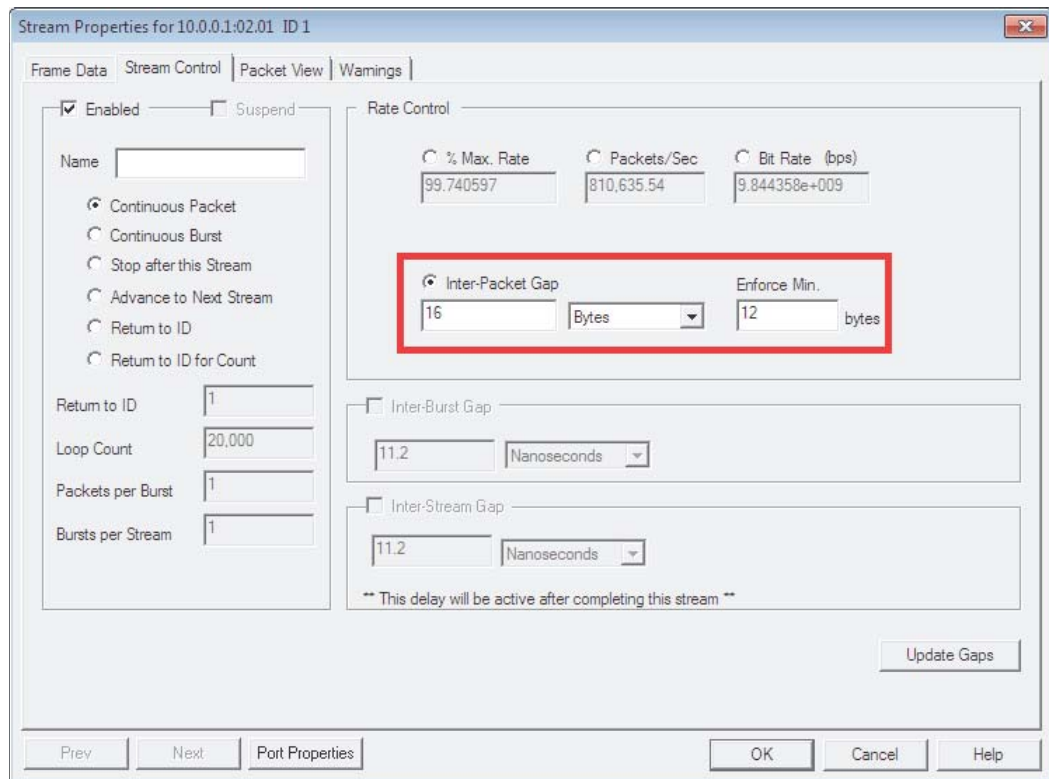 Stream Properties for 10.0.0.1:02.01 ID 1
Frame Data Stream Control Packet View Warnings
Enabled Suspend
Name
Continuous Packet
Continuous Burst
Stop after this Stream
Advance to Next Stream
Return to ID
Return to ID for Count
Return to ID 1
Loop Count 20,000
Packets per Burst 1
Bursts per Stream 1
Rate Control
% Max. Rate Packets/Sec Bit Rate (bps)
99.740597 810,635.54 9.844358e+009
Inter-Packet Gap Enforce Min.
16 Bytes 12 bytes
Inter-Burst Gap
11.2 Nanoseconds
Inter-Stream Gap
11.2 Nanoseconds
** This delay will be active after completing this stream **
Update Gaps
Prev Next Port Properties OK Cancel Help